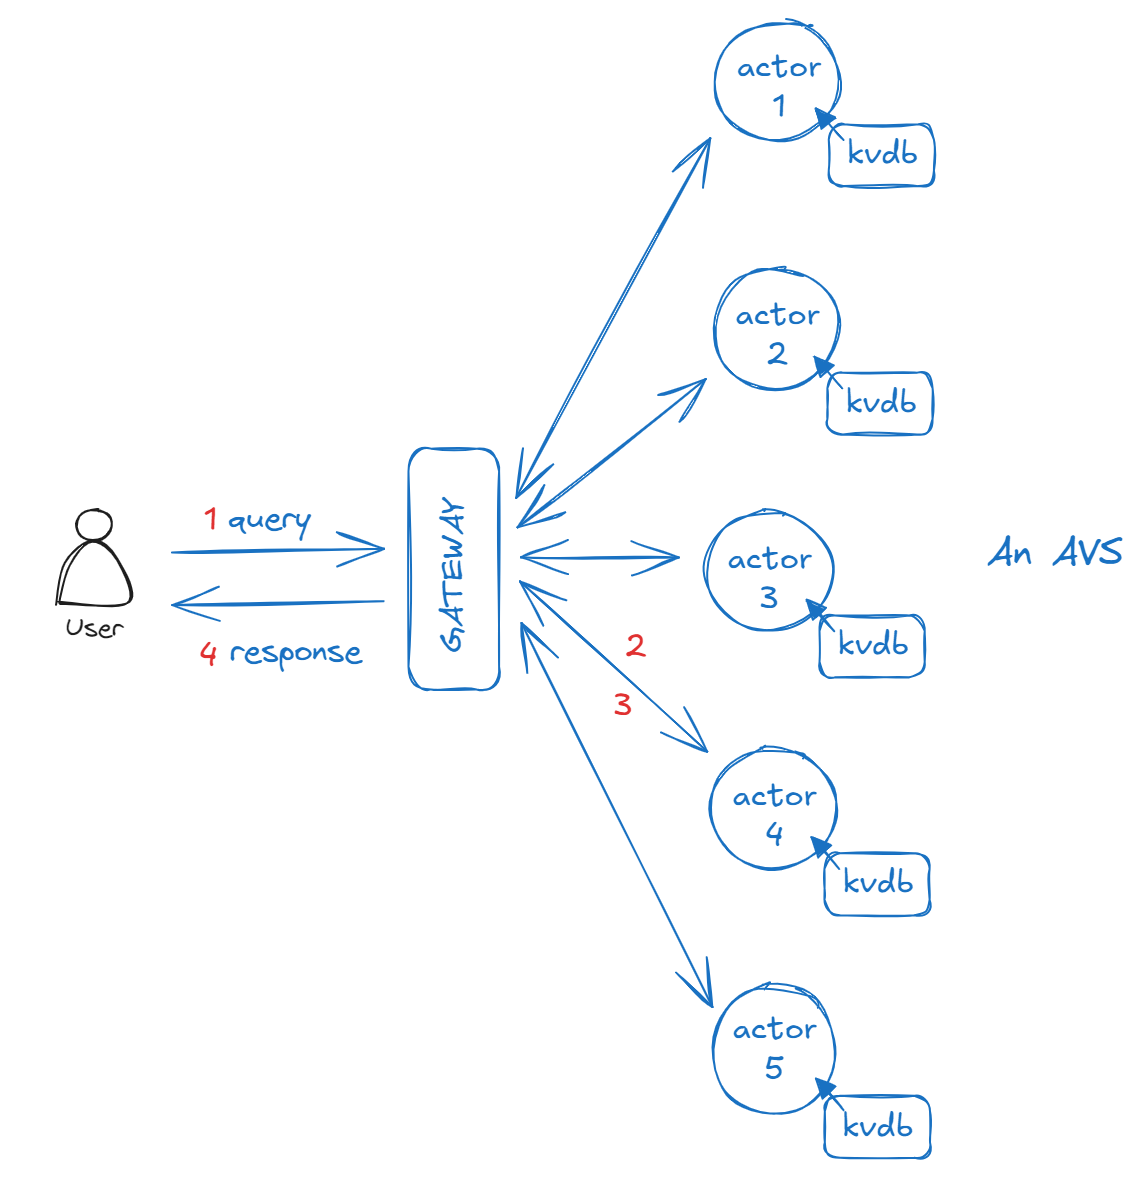 actor
1
kvdb
actor
2
kvdb
1 query
GATEWAY
An AVS
actor
3
kvdb
User
4 response
2
3
actor
4
kvdb
actor
5
kvdb